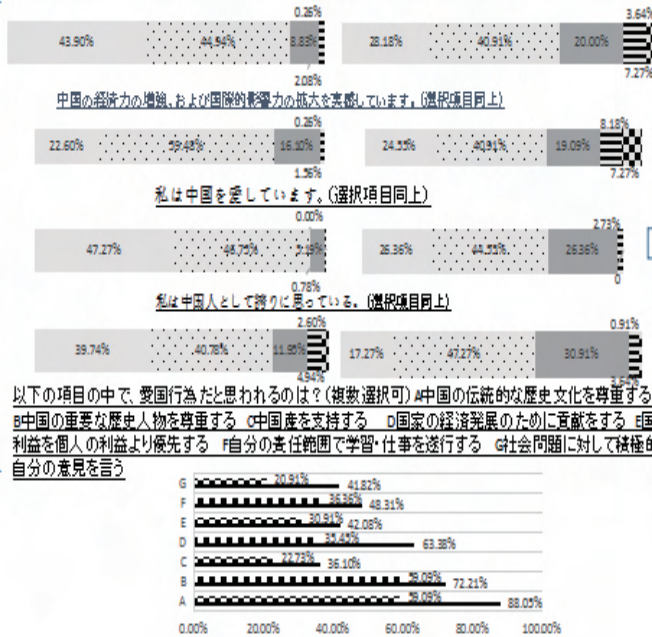 0.26%
3.64%
43.90% 44.94% 8.83%
28.18% 40.91% 20.00%
2.08%
7.27%
中国の経済力の増強、および国際的影響力の拡大を実感しています。(選択項目同上)
0.26%
8.18%
22.60% 59.48% 16.10%
24.55% 40.91% 19.09%
1.56%
7.27%
私は中国を愛しています。(選択項目同上)
0.00%
2.73%
47.27% 46.75% 5.19%
26.36% 44.55% 26.36%
0.78%
0
私は中国人として誇りに思っている。(選択項目同上)
2.60%
0.91%
39.74% 40.78% 11.95%
17.27% 47.27% 30.91%
4.94%
3.64%
以下の項目の中で、愛国行為だと思われるのは？(複数選択可) A中国の伝統的な歴史文化を尊重する
B中国の重要な歴史人物を尊重する C中国産を支持する D国家の経済発展のために貢献をする E国
利益を個人の利益より優先する F自分の責任範囲で学習・仕事を遂行する G社会問題に対して積極的
自分の意見を言う
G 20.91% 41.82%
F 36.36% 48.31%
E 30.91% 42.08%
D 35.45% 63.38%
C 22.73% 36.10%
B 59.09% 72.21%
A 59.09% 88.05%
0.00% 20.00% 40.00% 60.00% 80.00% 100.00%